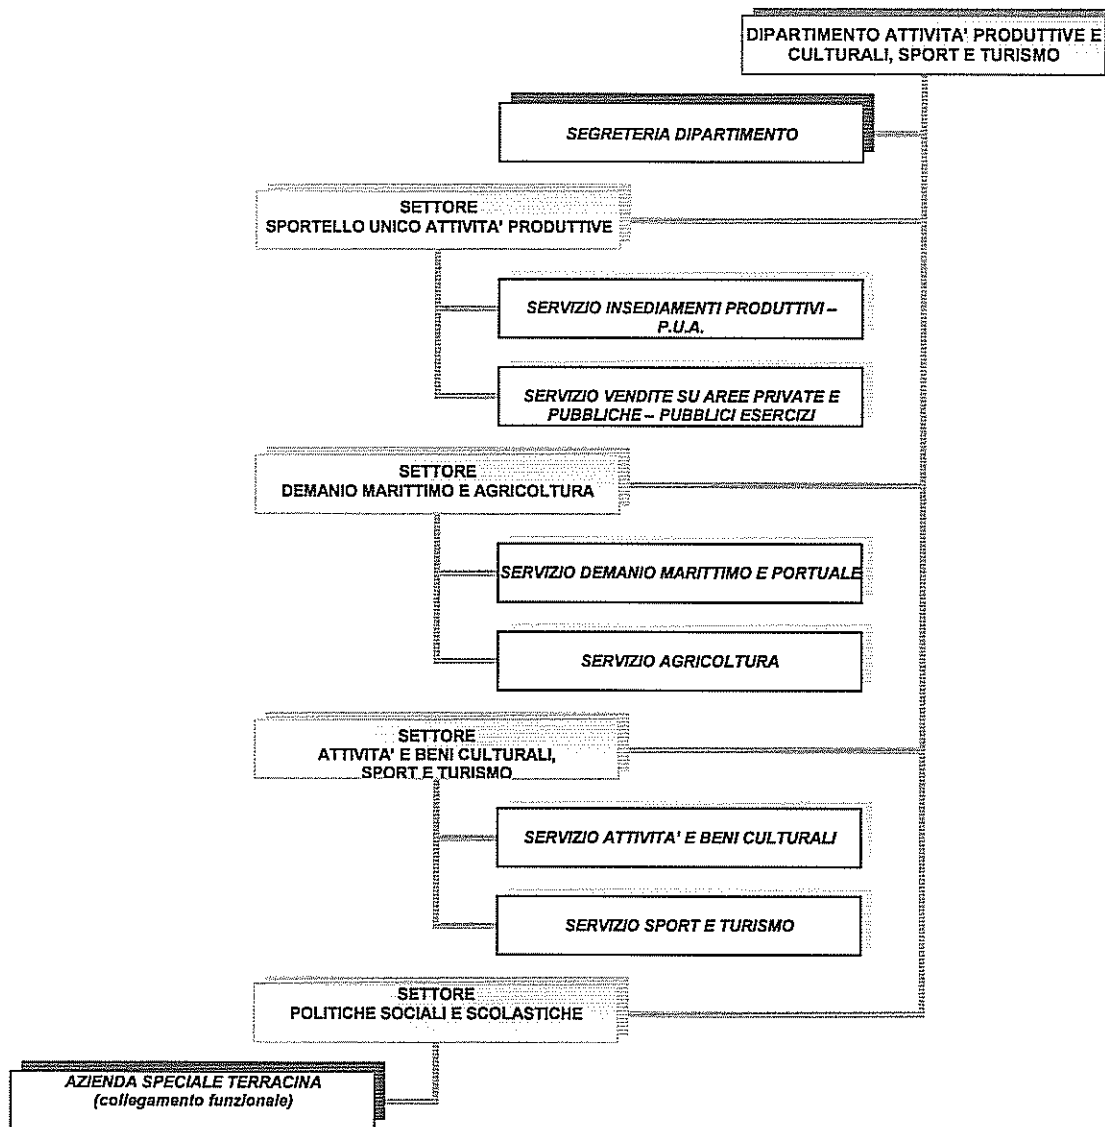 DIPARTIMENTO ATTIVITA' PRODUTTIVE E
CULTURALI, SPORT E TURISMO
SEGRETERIA DIPARTIMENTO
SETTORE
SPORTELLO UNICO ATTIVITA' PRODUTTIVE
SERVIZIO INSEDIAMENTI PRODUTTIVI –
P.U.A.
SERVIZIO VENDITE SU AREE PRIVATE E
PUBBLICHE – PUBBLICI ESERCIZI
SETTORE
DEMANIO MARITTIMO E AGRICOLTURA
SERVIZIO DEMANIO MARITTIMO E PORTUALE
SERVIZIO AGRICOLTURA
SETTORE
ATTIVITA' E BENI CULTURALI,
SPORT E TURISMO
SERVIZIO ATTIVITA' E BENI CULTURALI
SERVIZIO SPORT E TURISMO
SETTORE
POLITICHE SOCIALI E SCOLASTICHE
AZIENDA SPECIALE TERRACINA
(collegamento funzionale)